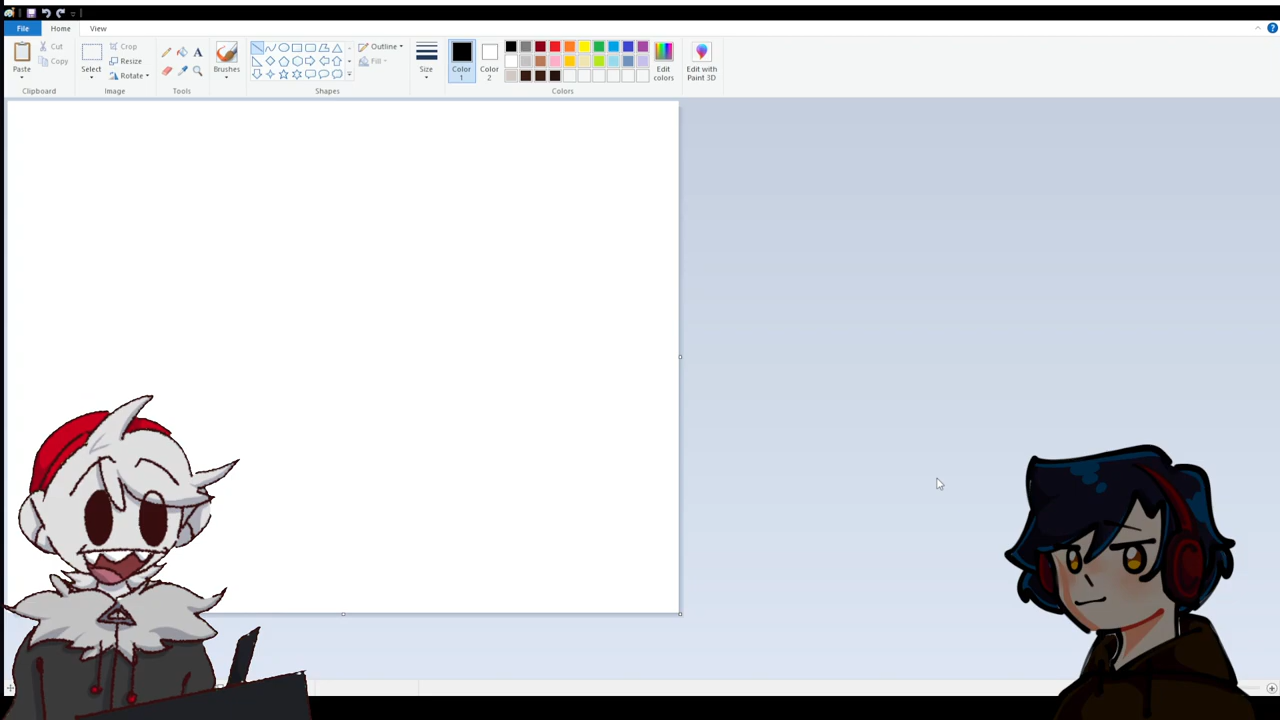 File Home View
Paste
Cut
Copy
Clipboard
Select
Crop
Resize
Rotate
Image
A
Tools
Brushes
Outline
Fill
Shapes
Size
Color
1
Color
2
Edit
colors
Colors
Edit with
Paint 3D